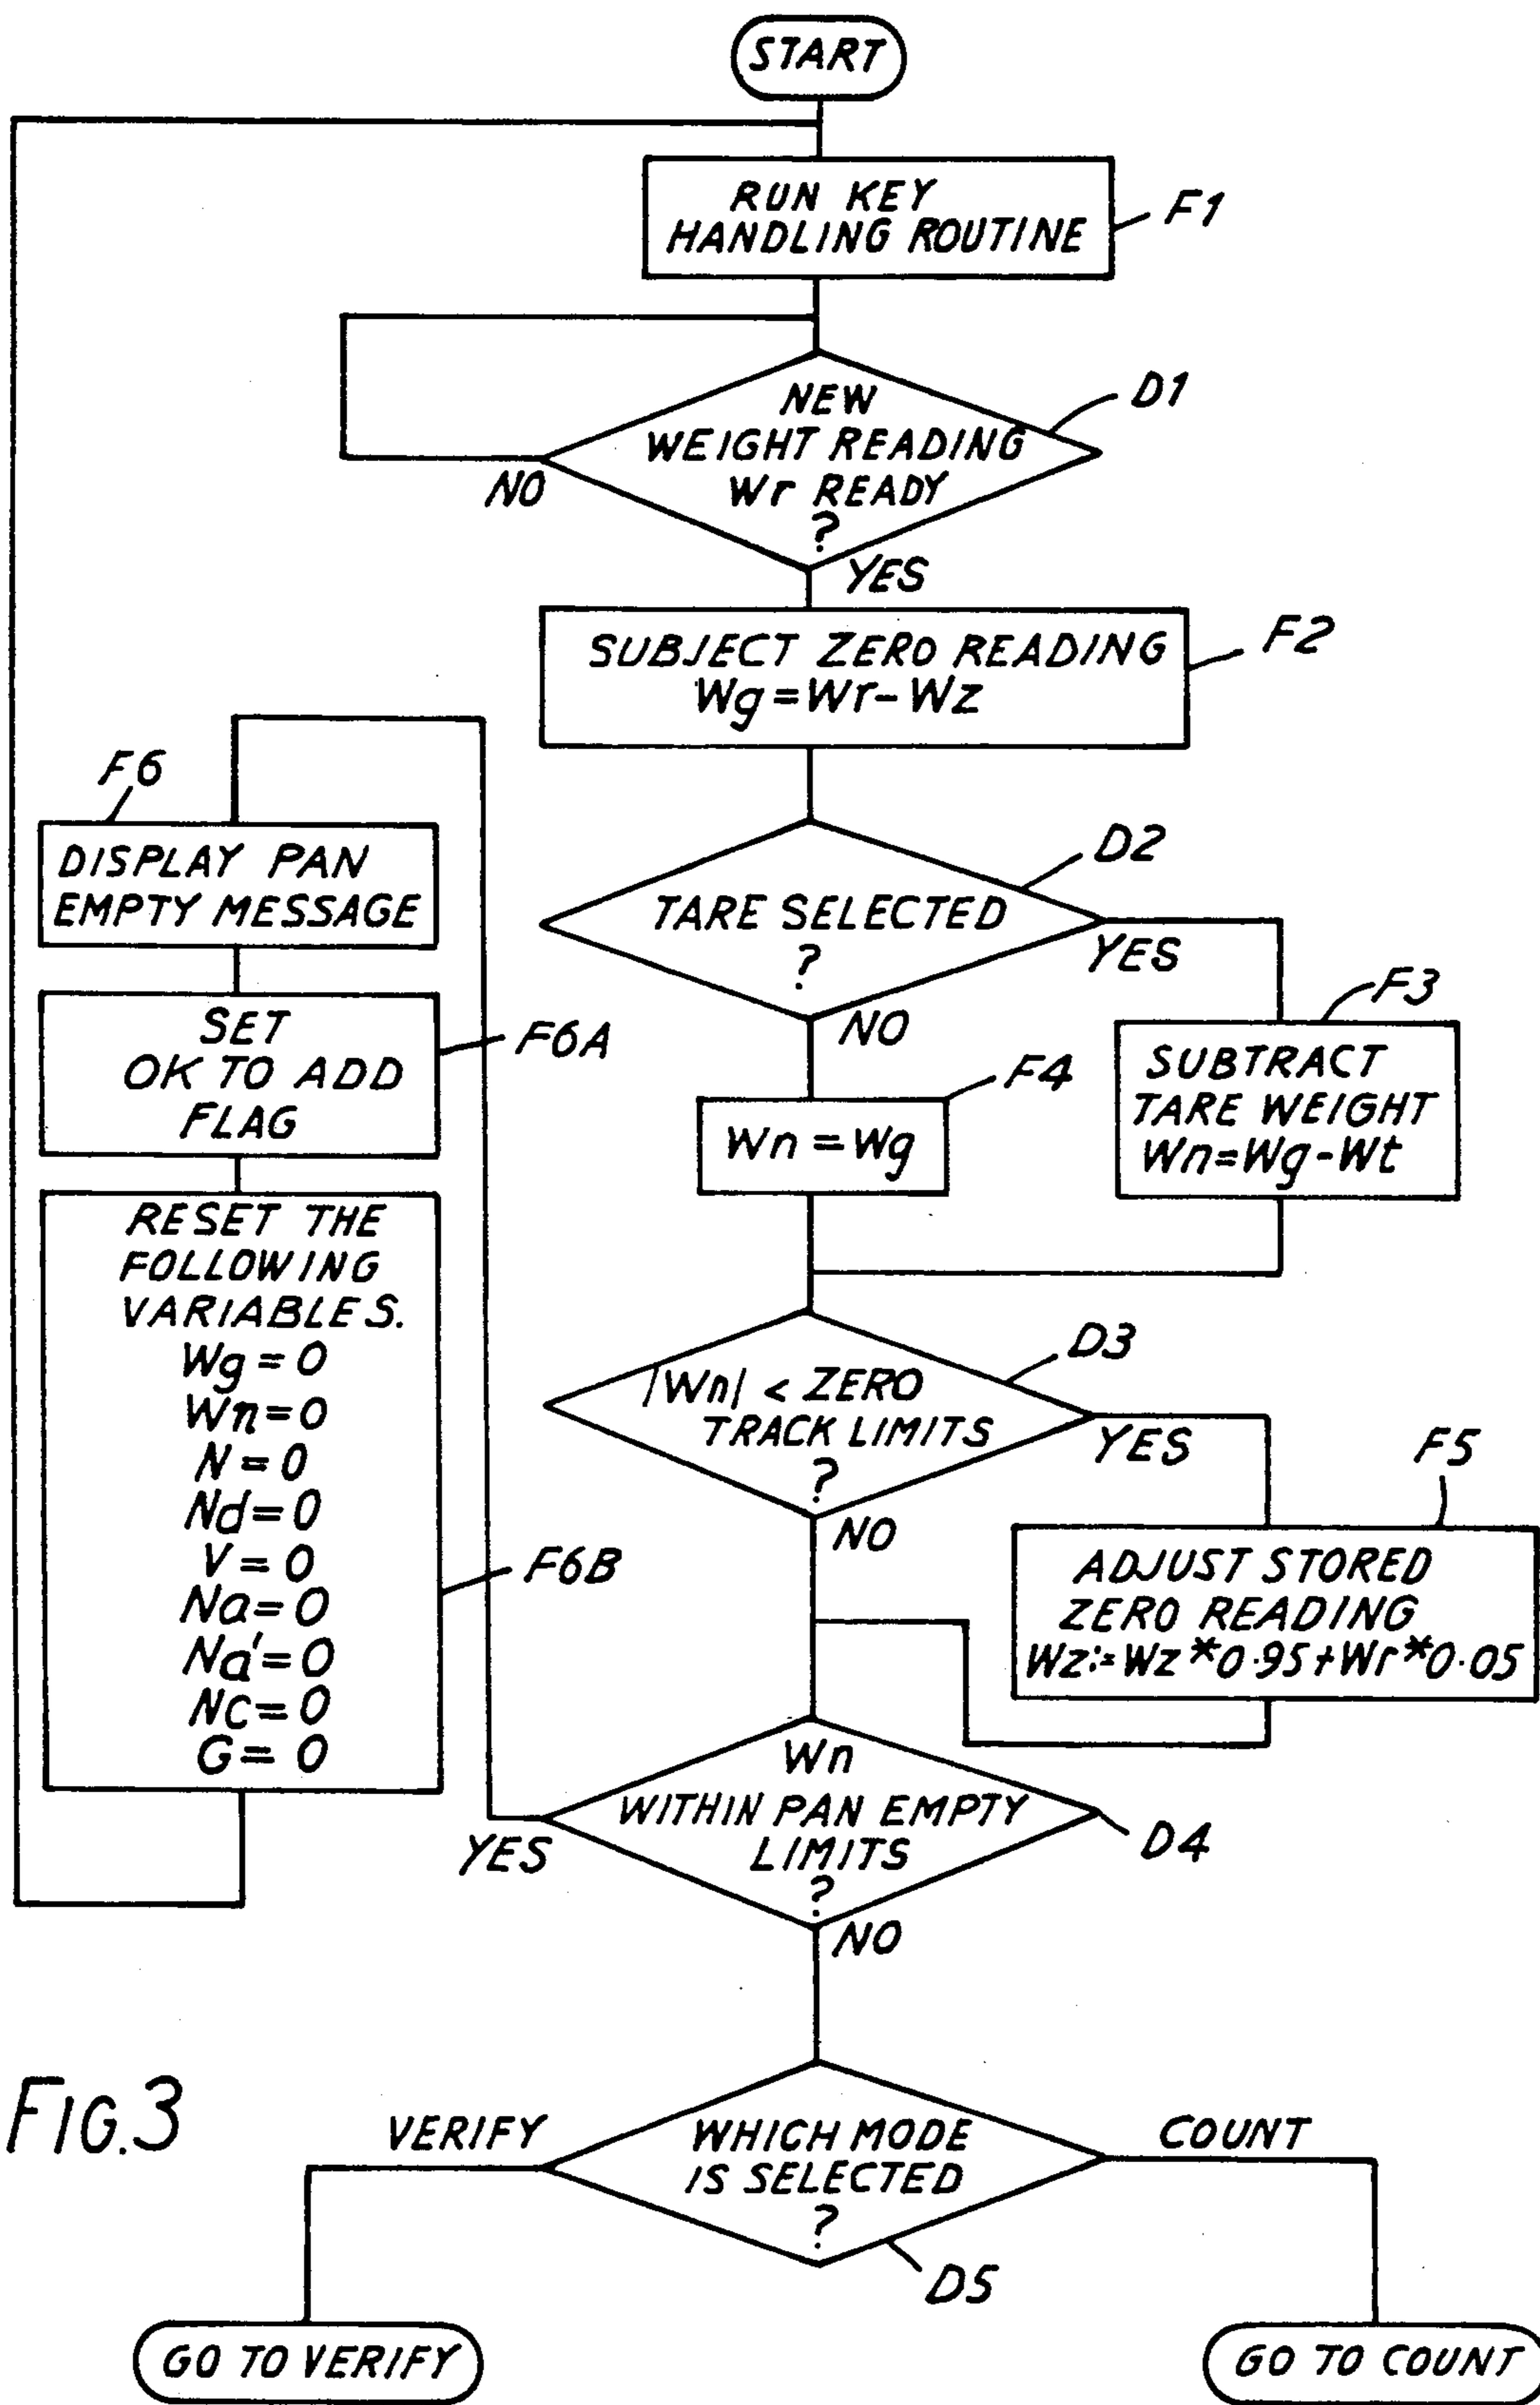 START
RUN KEY
HANDLING ROUTINE
F1
NEW
WEIGHT READING
Wr READY
?
D1
NO
YES
SUBJECT ZERO READING
Wg=Wr-Wz
F2
TARE SELECTED
?
D2
YES
NO
F3
SUBTRACT
TARE WEIGHT
Wn=Wg-Wt
F4
Wn=Wg
|Wn| < ZERO
TRACK LIMITS
?
D3
YES
NO
F5
ADJUST STORED
ZERO READING
Wz:=Wz*0.95+Wr*0.05
Wn
WITHIN PAN EMPTY
LIMITS
?
D4
YES
NO
F6
DISPLAY PAN
EMPTY MESSAGE
SET
OK TO ADD
FLAG
F6A
RESET THE
FOLLOWING
VARIABLES.
Wg=0
Wn=0
N=0
Nd=0
V=0
Na=0
Na'=0
Nc=0
G=0
F6B
WHICH MODE
IS SELECTED
?
D5
VERIFY
COUNT
GO TO VERIFY
GO TO COUNT
FIG.3